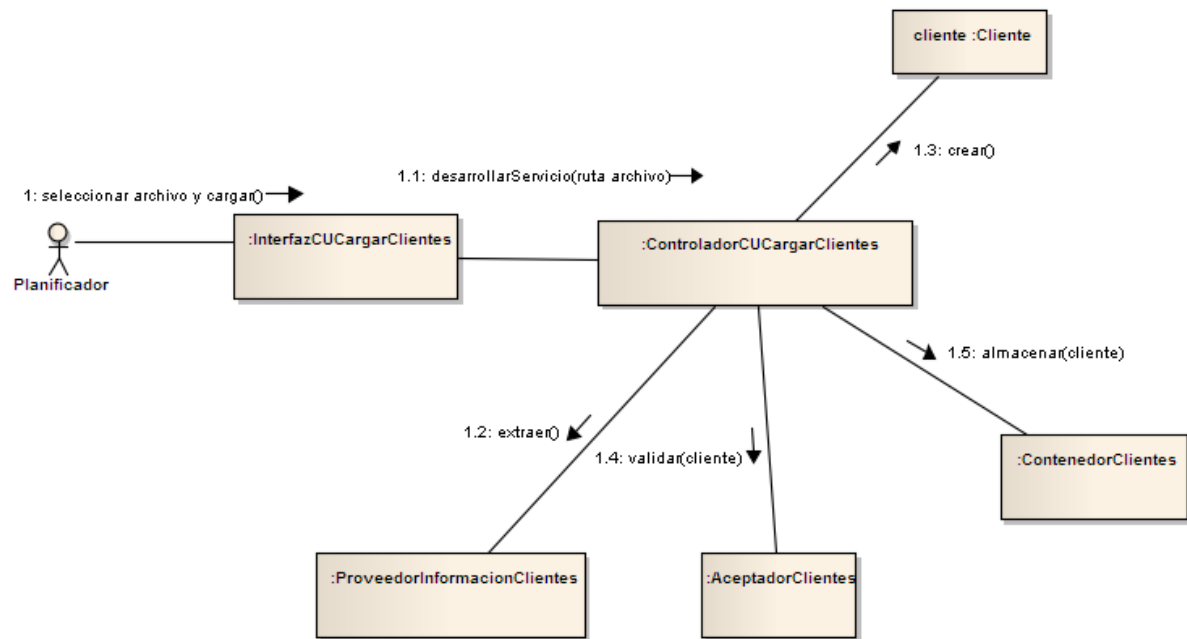 cliente :Cliente
1.3: crear()
1.1: desarrollarServicio(ruta archivo)
1: seleccionar archivo y cargar()
:InterfazCUCargarClientes
:ControladorCUCargarClientes
Planificador
1.5: almacenar(cliente)
1.2: extraer()
1.4: validar(cliente)
:ContenedorClientes
:ProveedorInformacionClientes
:AceptadorClientes